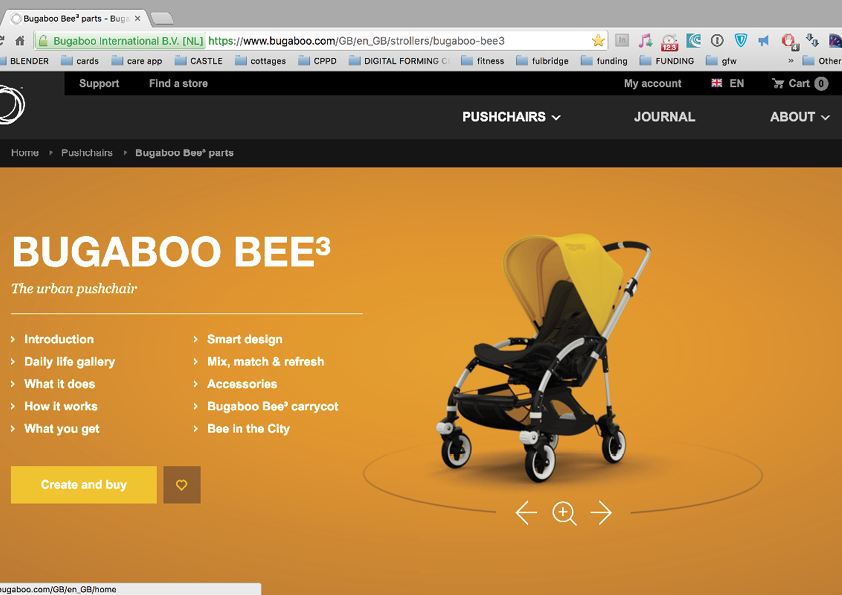 Bugaboo Bee³ parts - Buga
Bugaboo International B.V. [NL] https://www.bugaboo.com/GB/en_GB/strollers/bugaboo-bee3
12.3
4
BLENDER cards care app CASTLE cottages CPPD DIGITAL FORMING C fitness fulbridge funding FUNDING gfw » Other
Support Find a store My account EN Cart 0
PUSHCHAIRS JOURNAL ABOUT
Home Pushchairs Bugaboo Bee³ parts
BUGABOO BEE³
The urban pushchair
Introduction
Daily life gallery
What it does
How it works
What you get
Smart design
Mix, match & refresh
Accessories
Bugaboo Bee³ carrycot
Bee in the City
Create and buy
bugaboo.com/GB/en_GB/home